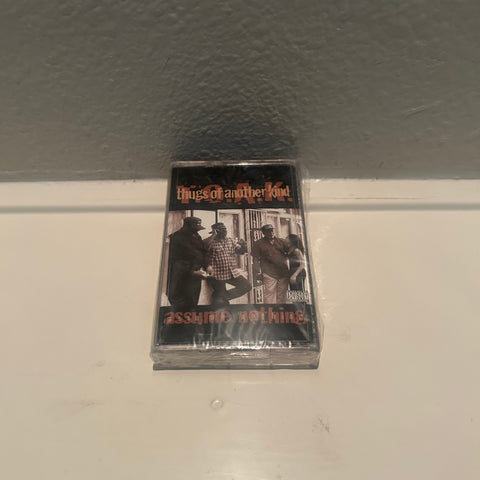 T.O.A.K.
thugs of another kind
assume nothing